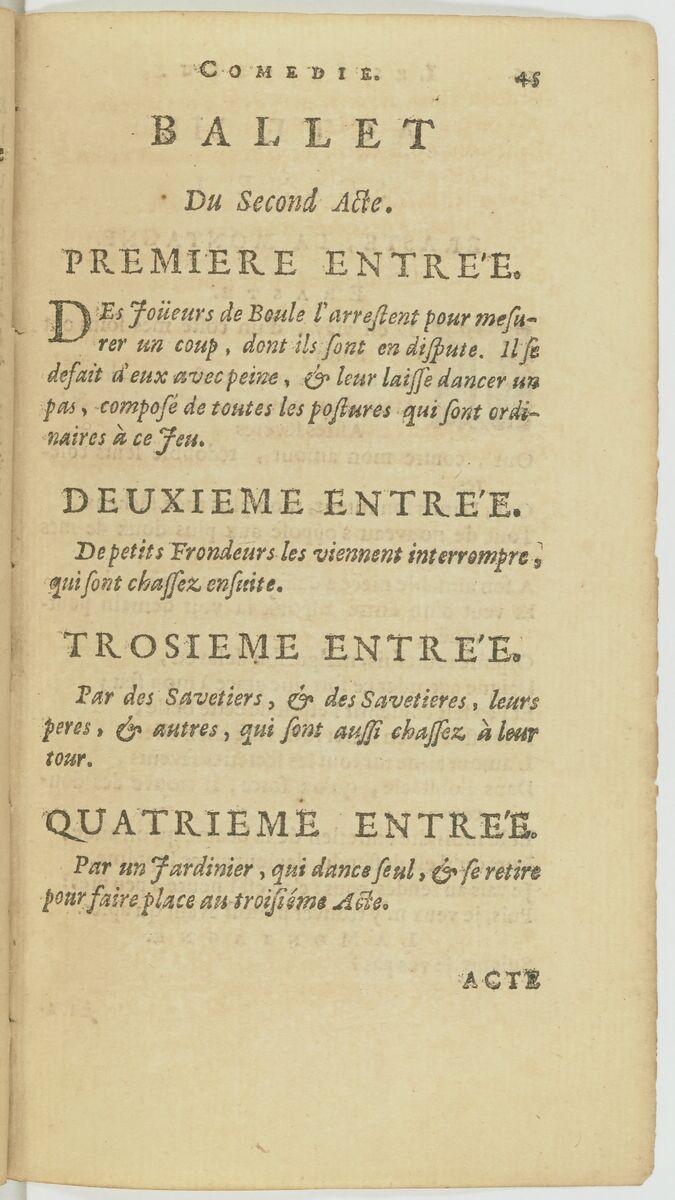 COMEDIE. 45
BALLET
Du Second Acte.
PREMIERE ENTRE'E.
DEs Joüeurs de Boule l'arreſtent pour meſu-
rer un coup, dont ils ſont en diſpute. Il ſe
defait d'eux avec peine, & leur laiſſe dancer un
pas, compoſé de toutes les poſtures qui ſont ordi-
naires à ce Jeu.
DEUXIEME ENTRE'E.
De petits Frondeurs les viennent interrompre,
qui ſont chaſſez enſuite.
TROSIEME ENTRE'E.
Par des Savetiers, & des Savetieres, leurs
peres, & autres, qui ſont auſſi chaſſez à leur
tour.
QUATRIEME ENTRE'E.
Par un Jardinier, qui dance ſeul, & ſe retire
pour faire place au troiſiéme Acte.
ACTE